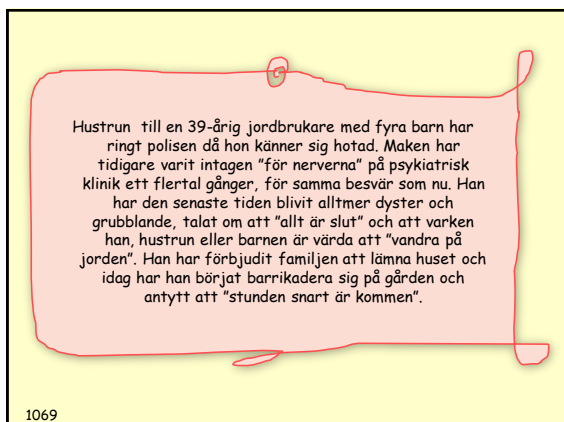 Hustrun till en 39-årig jordbrukare med fyra barn har
ringt polisen då hon känner sig hotad. Maken har
tidigare varit intagen ”för nerverna” på psykiatrisk
klinik ett flertal gånger, för samma besvär som nu. Han
har den senaste tiden blivit alltmer dyster och
grubblande, talat om att ”allt är slut” och att varken
han, hustrun eller barnen är värda att ”vandra på
jorden”. Han har förbjudit familjen att lämna huset och
idag har han börjat barrikadera sig på gården och
antytt att ”stunden snart är kommen”.
1069